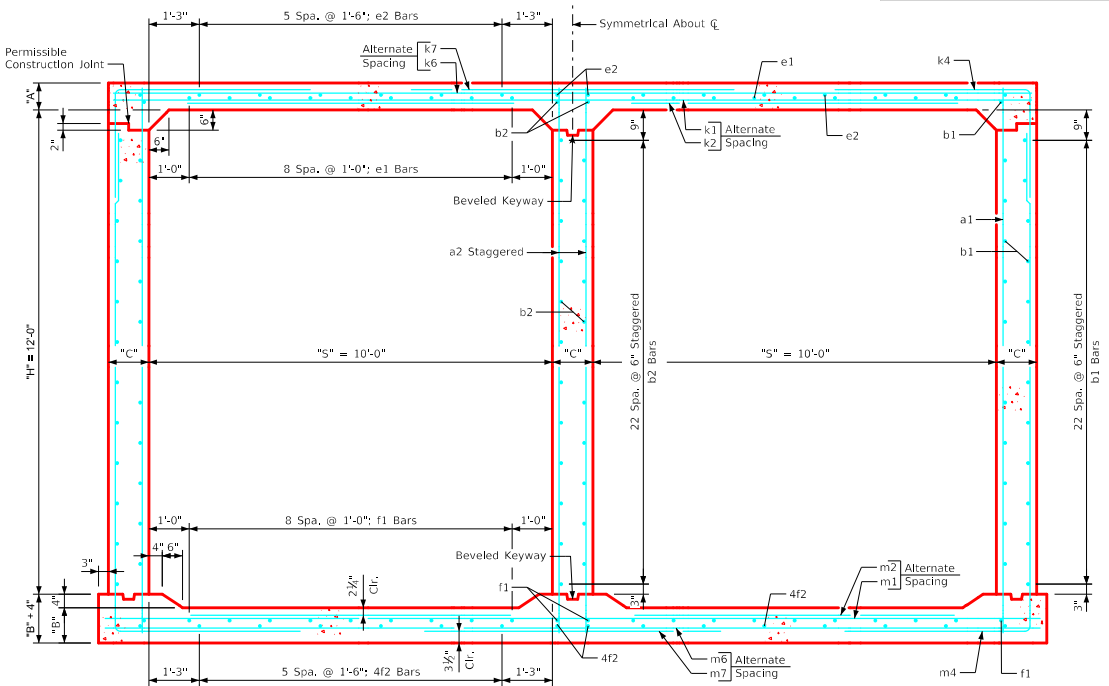 1'-3"
5 Spa. @ 1'-6"; e2 Bars
1'-3"
Symmetrical About ℄
Permissible
Construction Joint
Alternate
Spacing
k7
k6
e2
e1
k4
"A"
2"
6"
6"
b2
9"
k1
k2
Alternate
Spacing
e2
b1
9"
1'-0"
8 Spa. @ 1'-0"; e1 Bars
1'-0"
Beveled Keyway
a1
a2 Staggered
b1
b2
"H" = 12'-0"
"C"
"S" = 10'-0"
"C"
"S" = 10'-0"
"C"
22 Spa. @ 6" Staggered
b2 Bars
22 Spa. @ 6" Staggered
b1 Bars
1'-0"
8 Spa. @ 1'-0"; f1 Bars
1'-0"
4"
6"
Beveled Keyway
3"
2¼"
Clr.
f1
m2
m1
Alternate
Spacing
4f2
3"
3"
"B" + 4"
"B"
4"
3½"
Clr.
4f2
m6
m7
Alternate
Spacing
m4
f1
1'-3"
5 Spa. @ 1'-6"; 4f2 Bars
1'-3"